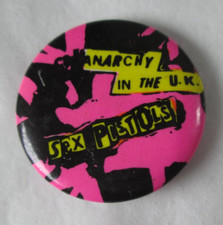 ANARCHY
IN THE U.K.
SEX PISTOLS